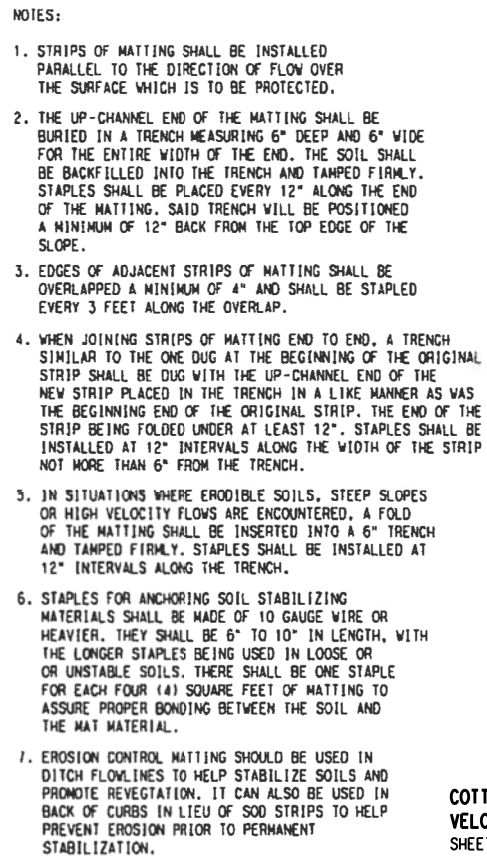 NOTES:
1. STRIPS OF MATTING SHALL BE INSTALLED
PARALLEL TO THE DIRECTION OF FLOW OVER
THE SURFACE WHICH IS TO BE PROTECTED.
2. THE UP-CHANNEL END OF THE MATTING SHALL BE
BURIED IN A TRENCH MEASURING 6" DEEP AND 6" WIDE
FOR THE ENTIRE WIDTH OF THE END. THE SOIL SHALL
BE BACKFILLED INTO THE TRENCH AND TAMPED FIRMLY.
STAPLES SHALL BE PLACED EVERY 12" ALONG THE END
OF THE MATTING. SAID TRENCH WILL BE POSITIONED
A MINIMUM OF 12" BACK FROM THE TOP EDGE OF THE
SLOPE.
3. EDGES OF ADJACENT STRIPS OF MATTING SHALL BE
OVERLAPPED A MINIMUM OF 4" AND SHALL BE STAPLED
EVERY 3 FEET ALONG THE OVERLAP.
4. WHEN JOINING STRIPS OF MATTING END TO END, A TRENCH
SIMILAR TO THE ONE DUG AT THE BEGINNING OF THE ORIGINAL
STRIP SHALL BE DUG WITH THE UP-CHANNEL END OF THE
NEW STRIP PLACED IN THE TRENCH IN A LIKE MANNER AS WAS
THE BEGINNING END OF THE ORIGINAL STRIP. THE END OF THE
STRIP BEING FOLDED UNDER AT LEAST 12". STAPLES SHALL BE
INSTALLED AT 12" INTERVALS ALONG THE WIDTH OF THE STRIP
NOT MORE THAN 6" FROM THE TRENCH.
5. IN SITUATIONS WHERE ERODIBLE SOILS, STEEP SLOPES
OR HIGH VELOCITY FLOWS ARE ENCOUNTERED, A FOLD
OF THE MATTING SHALL BE INSERTED INTO A 6" TRENCH
AND TAMPED FIRMLY. STAPLES SHALL BE INSTALLED AT
12" INTERVALS ALONG THE TRENCH.
6. STAPLES FOR ANCHORING SOIL STABILIZING
MATERIALS SHALL BE MADE OF 10 GAUGE WIRE OR
HEAVIER. THEY SHALL BE 6" TO 10" IN LENGTH, WITH
THE LONGER STAPLES BEING USED IN LOOSE OR
OR UNSTABLE SOILS. THERE SHALL BE ONE STAPLE
FOR EACH FOUR (4) SQUARE FEET OF MATTING TO
ASSURE PROPER BONDING BETWEEN THE SOIL AND
THE MAT MATERIAL.
7. EROSION CONTROL MATTING SHOULD BE USED IN
DITCH FLOWLINES TO HELP STABILIZE SOILS AND
PROMOTE REVEGTATION. IT CAN ALSO BE USED IN
BACK OF CURBS IN LIEU OF SOD STRIPS TO HELP
PREVENT EROSION PRIOR TO PERMANENT
STABILIZATION.
COTT
VELO
SHEET